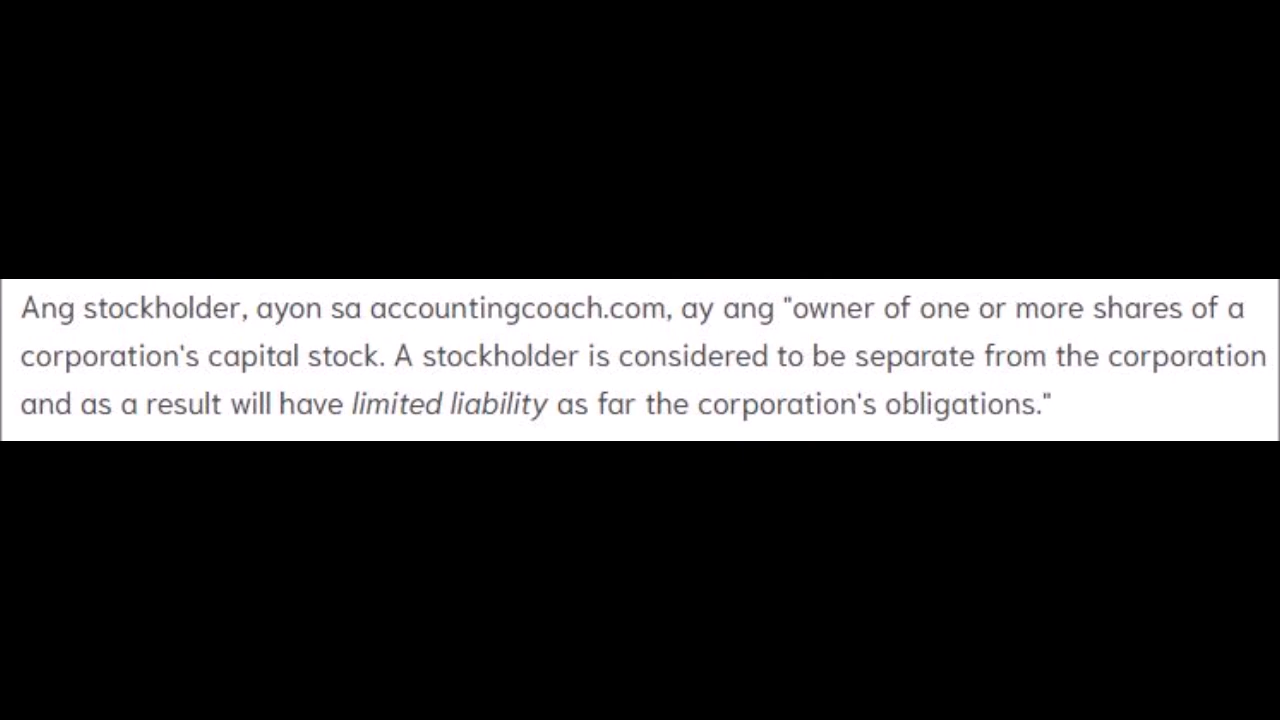 Ang stockholder, ayon sa accountingcoach.com, ay ang "owner of one or more shares of a
corporation's capital stock. A stockholder is considered to be separate from the corporation
and as a result will have limited liability as far the corporation's obligations."